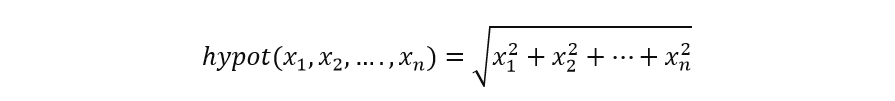 hypot(x₁, x₂, …., xₙ) = √(x₁² + x₂² + ⋯ + xₙ²)